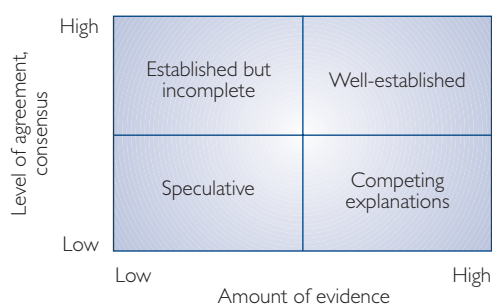 High
Level of agreement,
consensus
Established but
incomplete
Well-established
Speculative
Competing
explanations
Low
Low
High
Amount of evidence